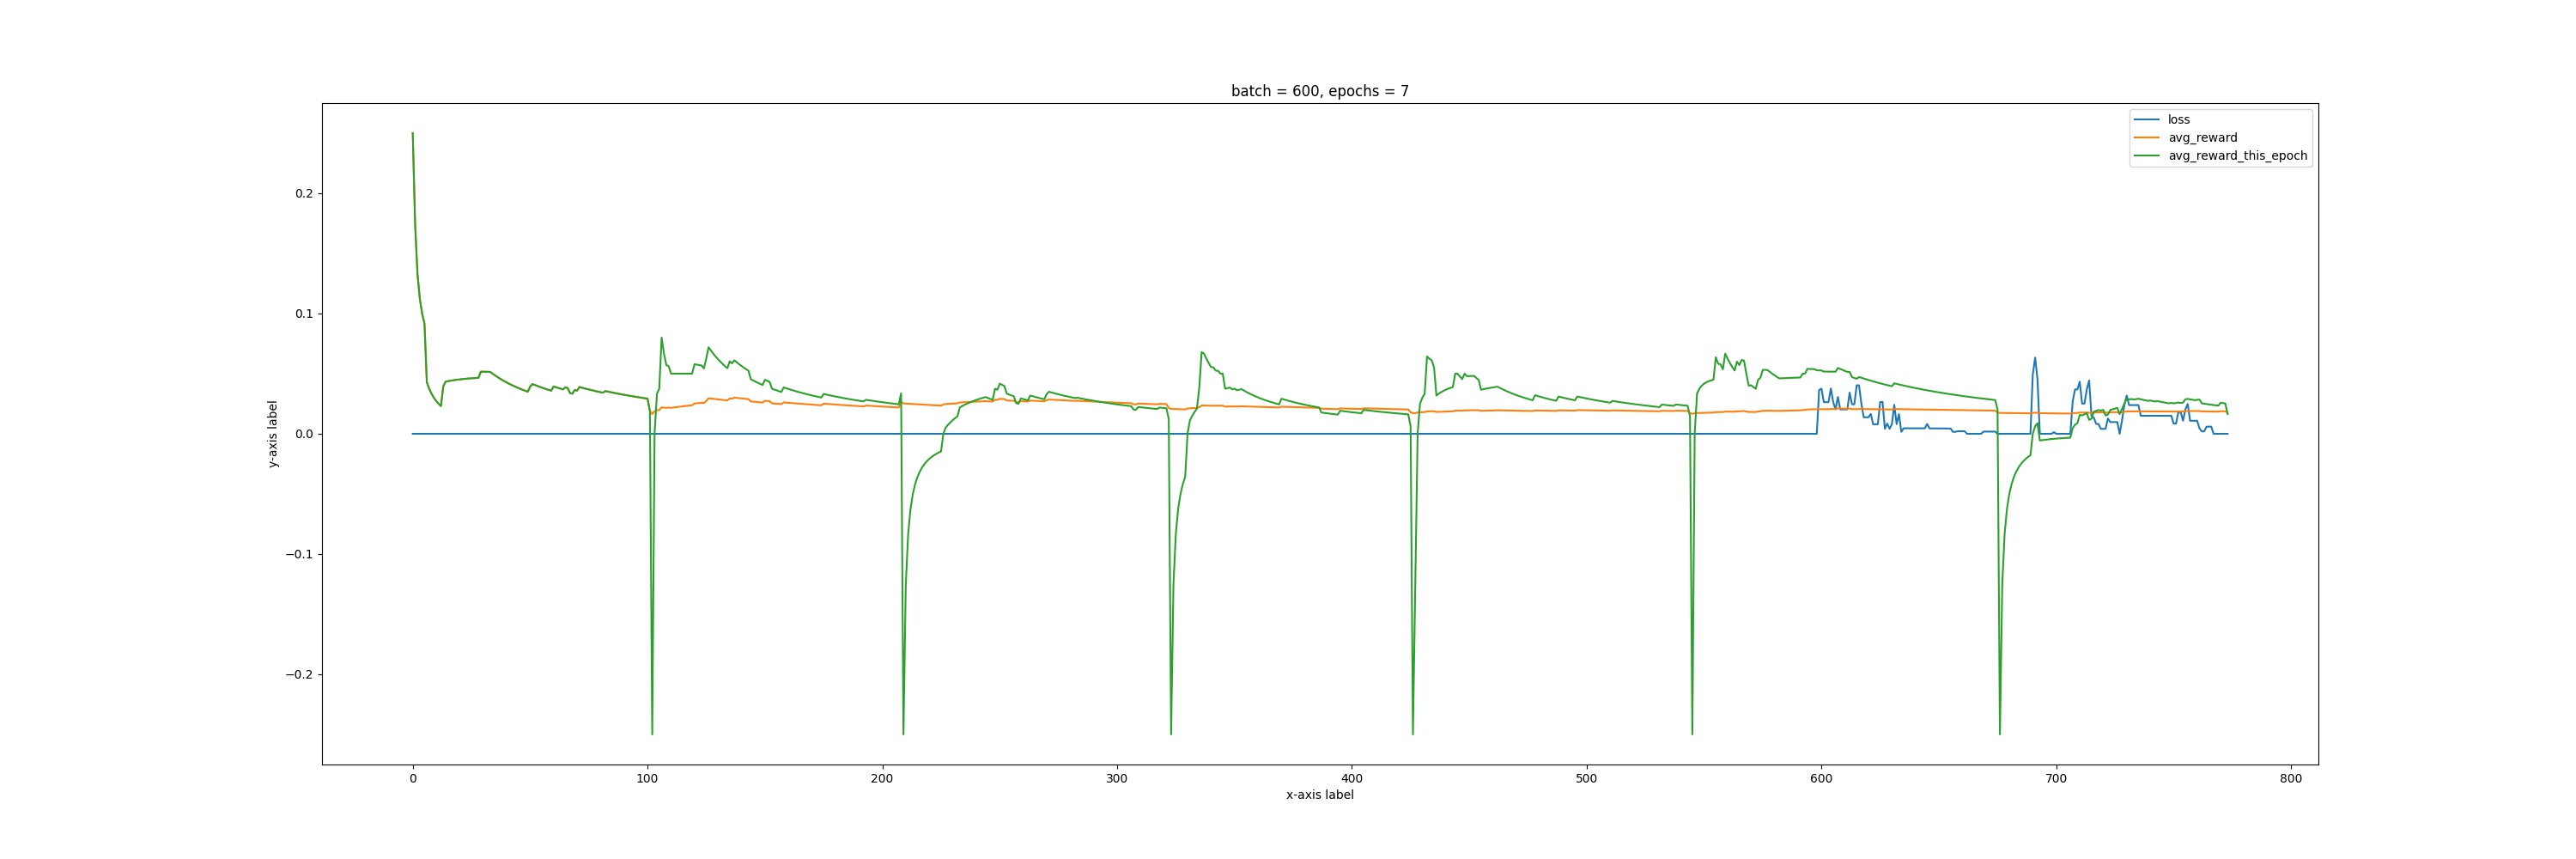 batch = 600, epochs = 7
loss
avg_reward
avg_reward_this_epoch
0.2
0.1
0.0
−0.1
−0.2
y-axis label
0 100 200 300 400 500 600 700 800
x-axis label